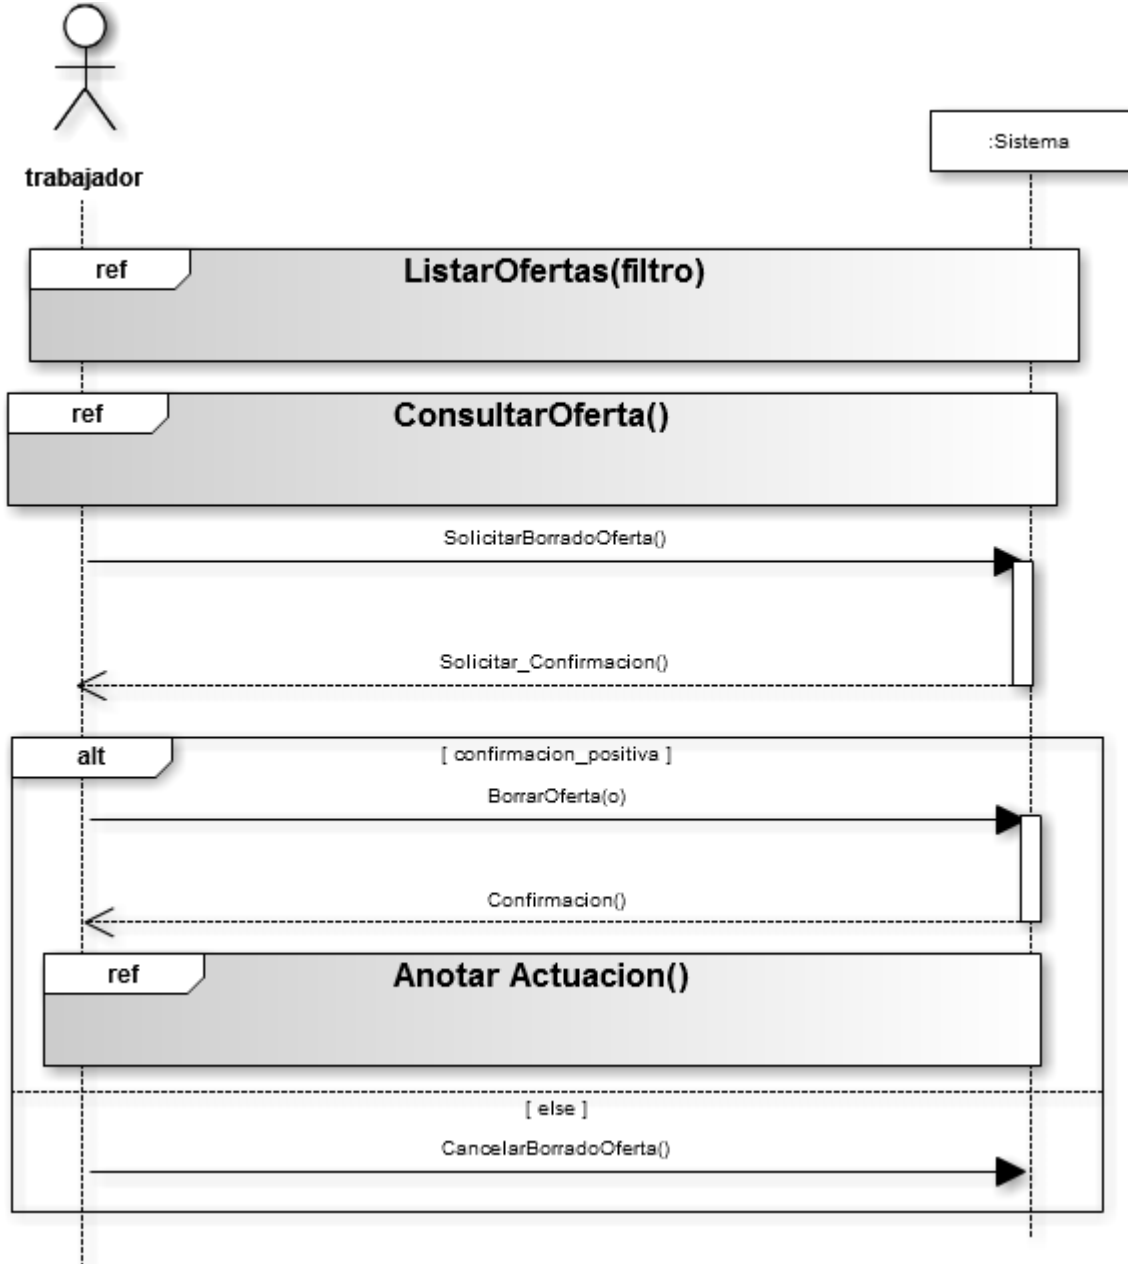 trabajador
:Sistema
ref
ListarOfertas(filtro)
ref
ConsultarOferta()
SolicitarBorradoOferta()
Solicitar_Confirmacion()
alt
[ confirmacion_positiva ]
BorrarOferta(o)
Confirmacion()
ref
Anotar Actuacion()
[ else ]
CancelarBorradoOferta()